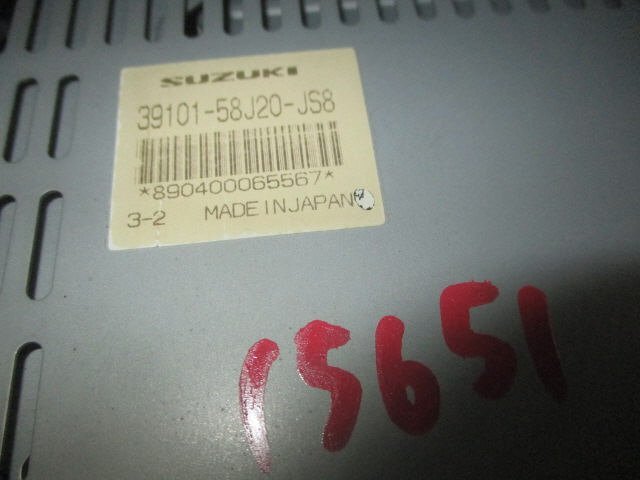 SUZUKI
39101-58J20-JS8
*890400065567*
3-2 MADE IN JAPAN
15651